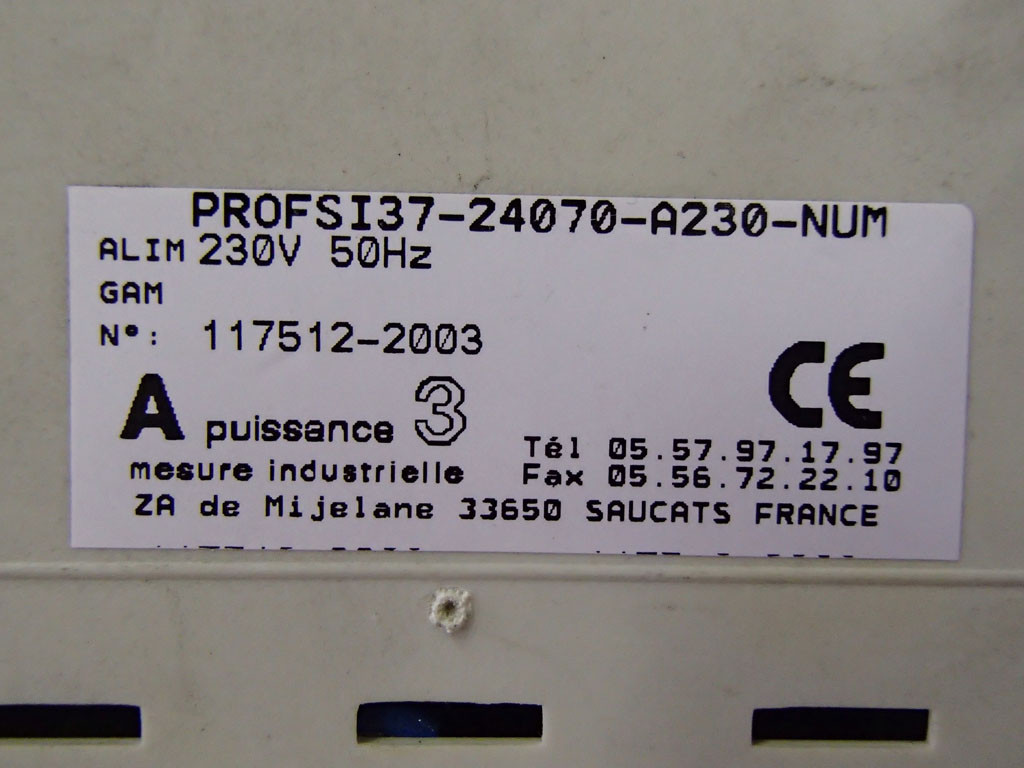 PROFSI37-24070-A230-NUM
ALIM 230V 50Hz
GAM
N°: 117512-2003
CE
A puissance 3
mesure industrielle
Tél 05.57.97.17.97
Fax 05.56.72.22.10
ZA de Mijelane 33650 SAUCATS FRANCE